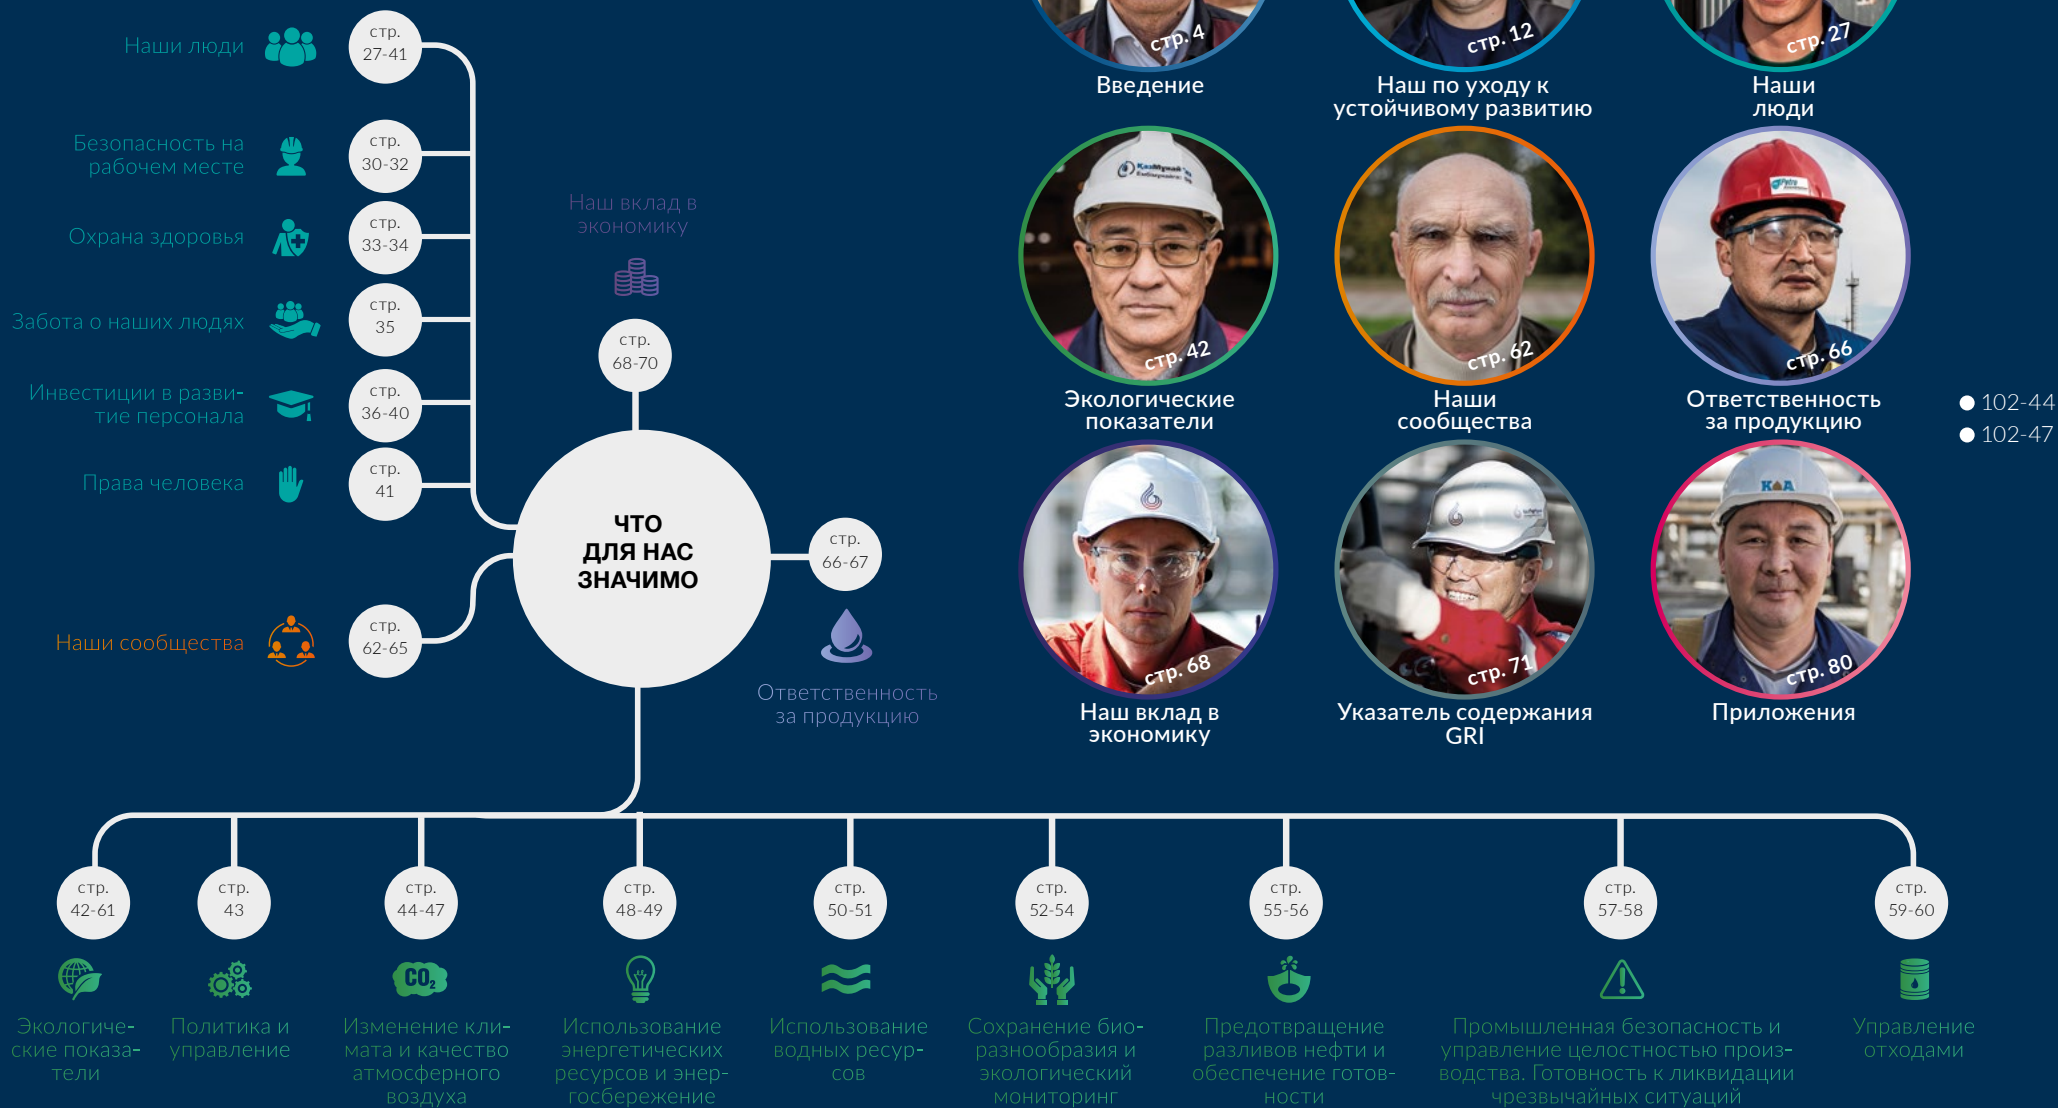 Наши люди
стр.
27-41
Безопасность на
рабочем месте
стр.
30-32
Охрана здоровья
стр.
33-34
Забота о наших людях
стр.
35
Инвестиции в разви-
тие персонала
стр.
36-40
Права человека
стр.
41
Наши сообщества
стр.
62-65
Наш вклад в
экономику
стр.
68-70
ЧТО
ДЛЯ НАС
ЗНАЧИМО
стр.
66-67
Ответственность
за продукцию
стр. 4
Введение
стр. 12
Наш по уходу к
устойчивому развитию
стр. 27
Наши
люди
стр. 42
Экологические
показатели
стр. 62
Наши
сообщества
Petro
стр. 66
Ответственность
за продукцию
102-44
102-47
стр. 68
Наш вклад в
экономику
стр. 71
Указатель содержания
GRI
стр. 80
Приложения
стр.
42-61
Экологиче-
ские показа-
тели
стр.
43
Политика и
управление
стр.
44-47
CO₂
Изменение кли-
мата и качество
атмосферного
воздуха
стр.
48-49
Использование
энергетических
ресурсов и энер-
госбережение
стр.
50-51
Использование
водных ресур-
сов
стр.
52-54
Сохранение био-
разнообразия и
экологический
мониторинг
стр.
55-56
Предотвращение
разливов нефти и
обеспечение готов-
ности
стр.
57-58
Промышленная безопасность и
управление целостностью произ-
водства. Готовность к ликвидации
чрезвычайных ситуаций
стр.
59-60
Управление
отходами